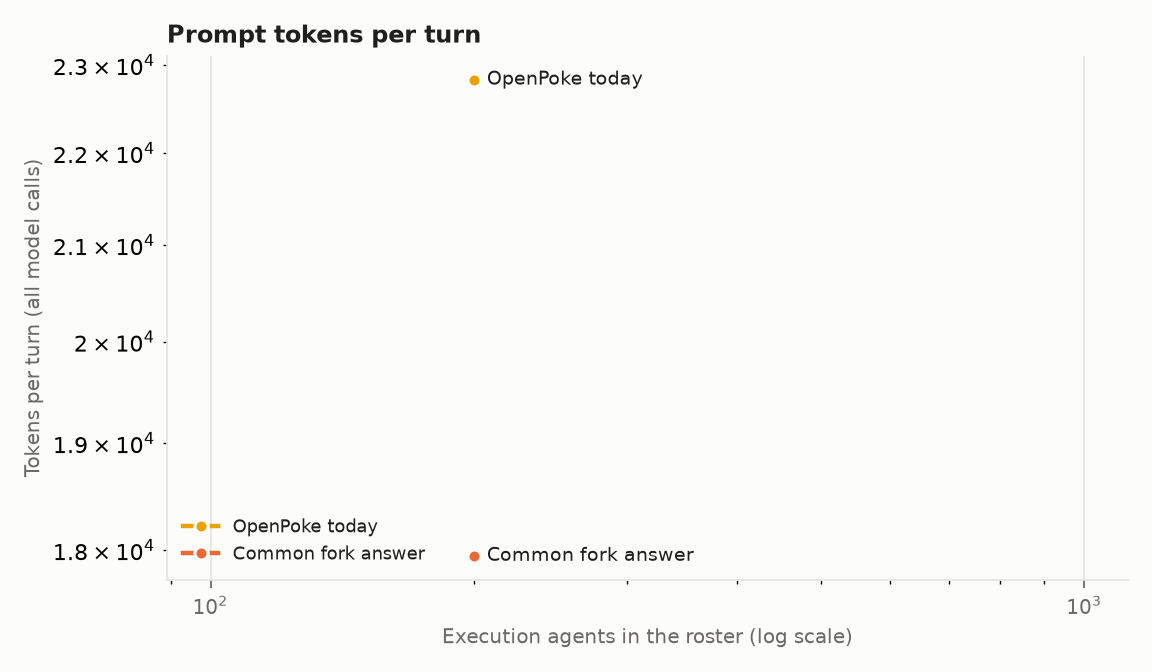 Prompt tokens per turn
2.3 × 10⁴
OpenPoke today
2.2 × 10⁴
2.1 × 10⁴
2 × 10⁴
1.9 × 10⁴
1.8 × 10⁴
Tokens per turn (all model calls)
OpenPoke today
Common fork answer
Common fork answer
10²
10³
Execution agents in the roster (log scale)